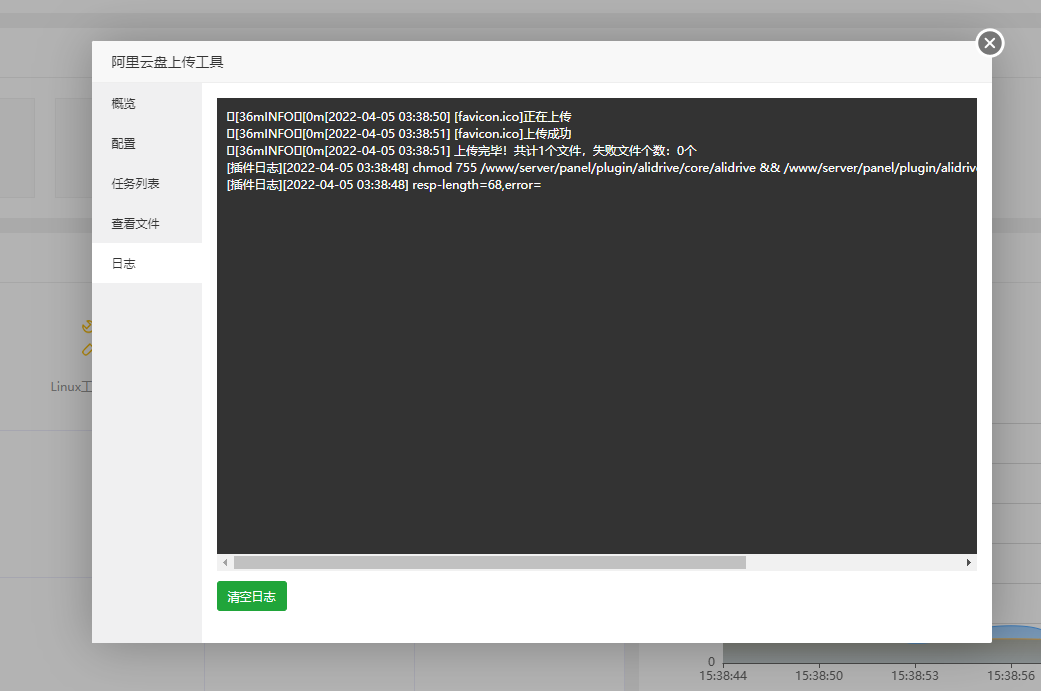 阿里云盘上传工具
概览
配置
任务列表
查看文件
日志
[36mINFO[0m[2022-04-05 03:38:50] [favicon.ico]正在上传
[36mINFO[0m[2022-04-05 03:38:51] [favicon.ico]上传成功
[36mINFO[0m[2022-04-05 03:38:51] 上传完毕！共计1个文件，失败文件个数：0个
[插件日志][2022-04-05 03:38:48] chmod 755 /www/server/panel/plugin/alidrive/core/alidrive && /www/server/panel/plugin/alidriv
[插件日志][2022-04-05 03:38:48] resp-length=68,error=
清空日志
Linux工
0
15:38:44
15:38:50
15:38:53
15:38:56